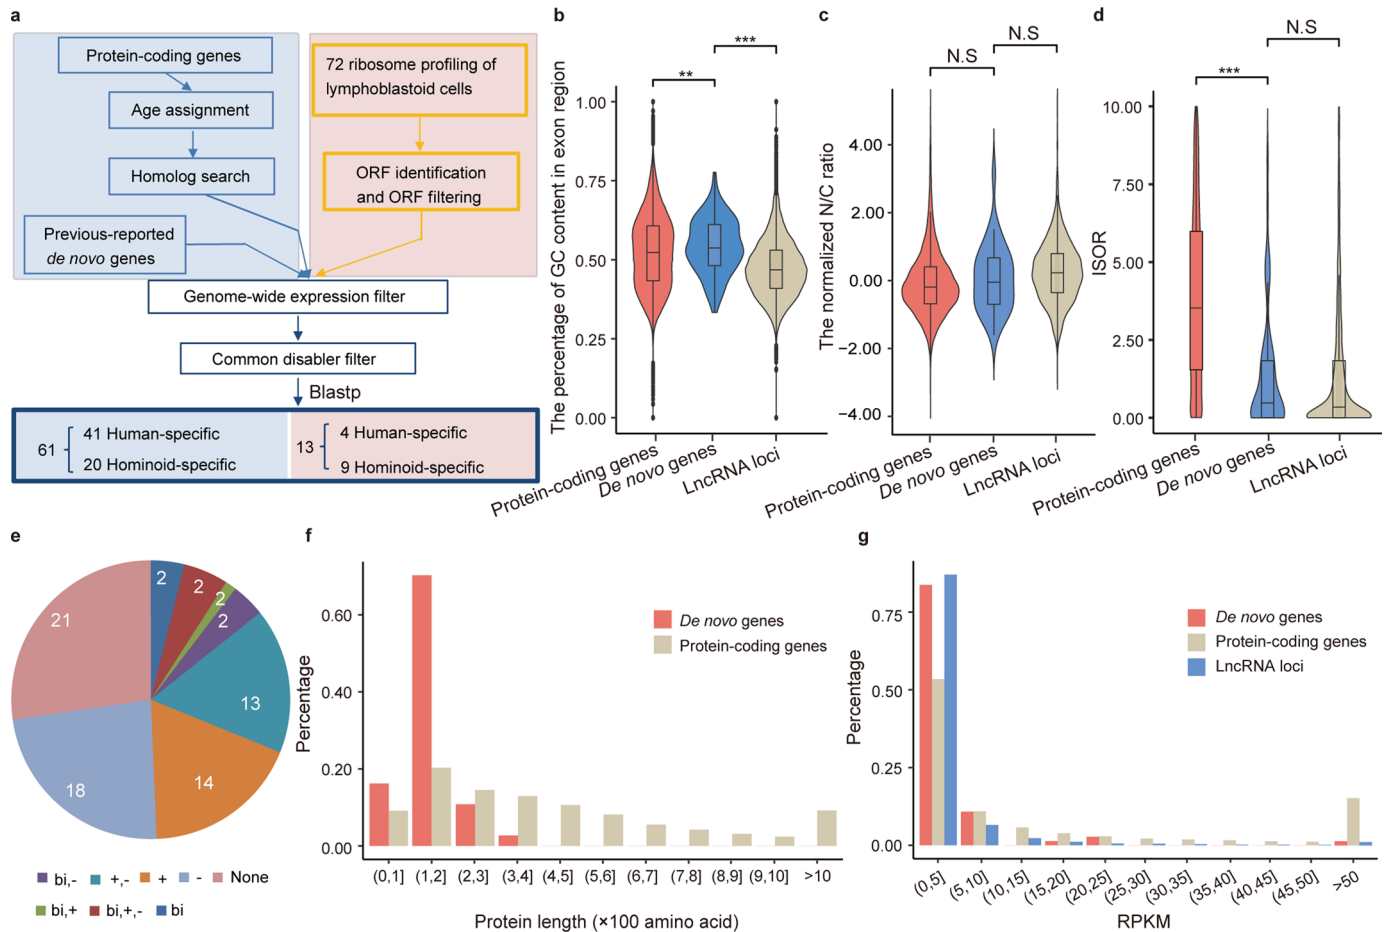 a
Protein-coding genes
Age assignment
Homolog search
Previous-reported
de novo genes
72 ribosome profiling of
lymphoblastoid cells
ORF identification
and ORF filtering
Genome-wide expression filter
Common disabler filter
Blastp
61
41 Human-specific
20 Hominoid-specific
13
4 Human-specific
9 Hominoid-specific
b
The percentage of GC content in exon region
1.00
0.75
0.50
0.25
0.00
**
***
Protein-coding genes
De novo genes
LncRNA loci
c
The normalized N/C ratio
4.00
2.00
0.00
−2.00
−4.00
N.S
N.S
Protein-coding genes
De novo genes
LncRNA loci
d
ISOR
10.00
7.50
5.00
2.50
0.00
***
N.S
Protein-coding genes
De novo genes
LncRNA loci
e
2
2
2
2
13
14
18
21
bi,-
+,-
+
-
None
bi,+
bi,+,-
bi
f
Percentage
0.60
0.40
0.20
0.00
De novo genes
Protein-coding genes
(0,1]
(1,2]
(2,3]
(3,4]
(4,5]
(5,6]
(6,7]
(7,8]
(8,9]
(9,10]
>10
Protein length (×100 amino acid)
g
Percentage
0.75
0.50
0.25
0.00
De novo genes
Protein-coding genes
LncRNA loci
(0,5]
(5,10]
(10,15]
(15,20]
(20,25]
(25,30]
(30,35]
(35,40]
(40,45]
(45,50]
>50
RPKM